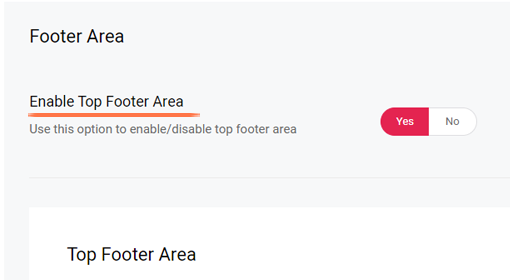 Footer Area
Enable Top Footer Area
Use this option to enable/disable top footer area
Yes No
Top Footer Area